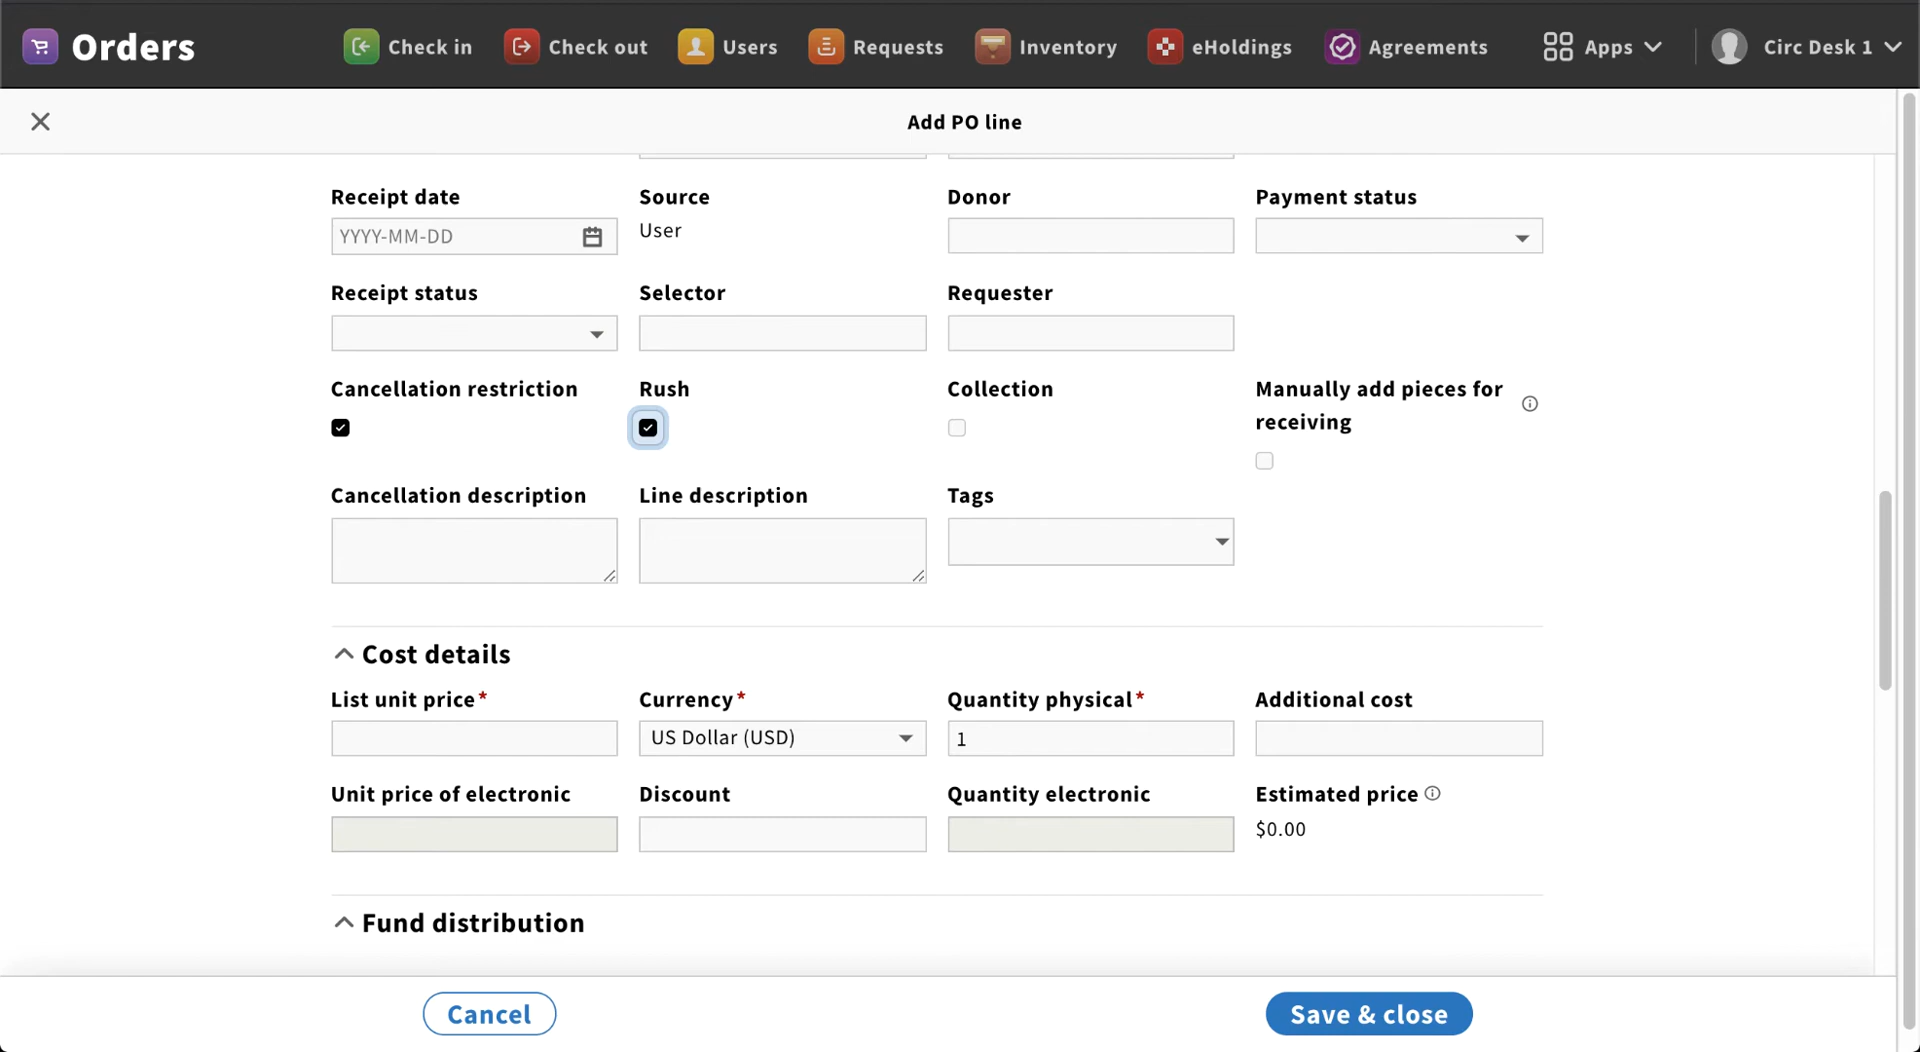 Orders
Check in
Check out
Users
Requests
Inventory
eHoldings
Agreements
Apps
Circ Desk 1
Add PO line
Receipt date
Source
Donor
Payment status
YYYY-MM-DD
User
Receipt status
Selector
Requester
Cancellation restriction
Rush
Collection
Manually add pieces for
receiving
Cancellation description
Line description
Tags
Cost details
List unit price*
Currency*
Quantity physical*
Additional cost
US Dollar (USD)
1
Unit price of electronic
Discount
Quantity electronic
Estimated price
$0.00
Fund distribution
Cancel
Save & close